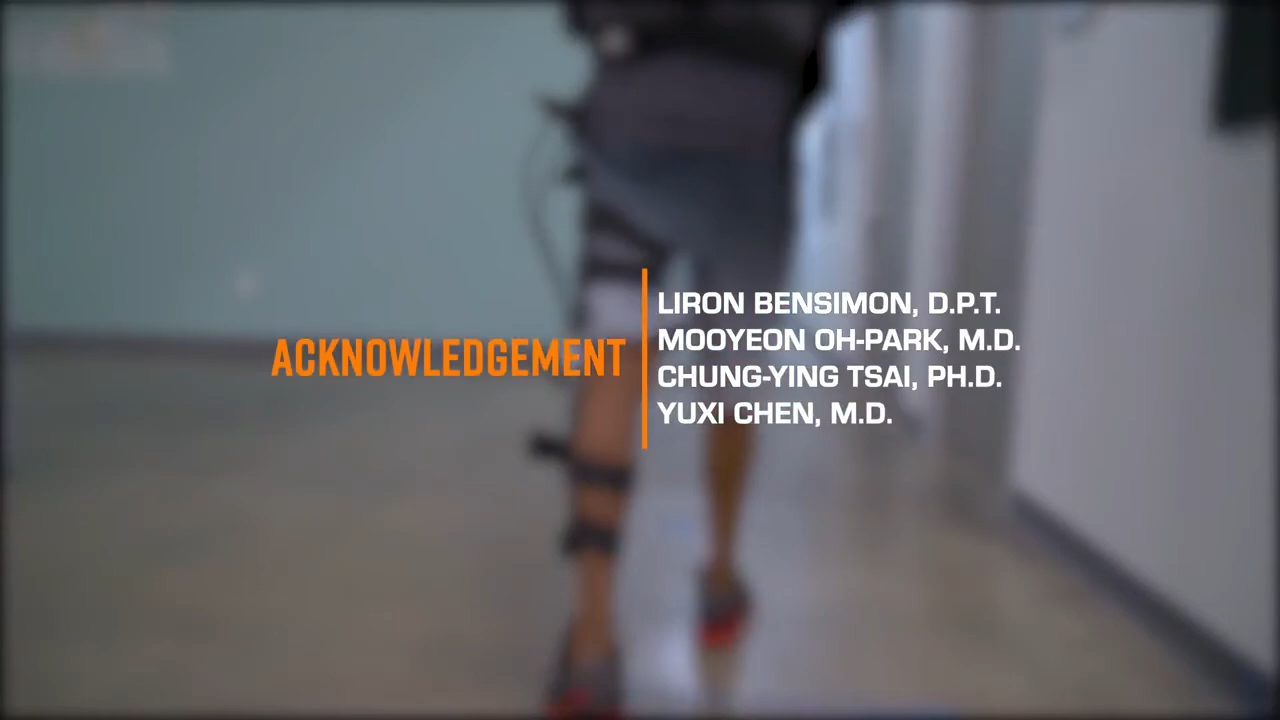 ACKNOWLEDGEMENT
LIRON BENSIMON, D.P.T.
MOOYEON OH-PARK, M.D.
CHUNG-YING TSAI, PH.D.
YUXI CHEN, M.D.